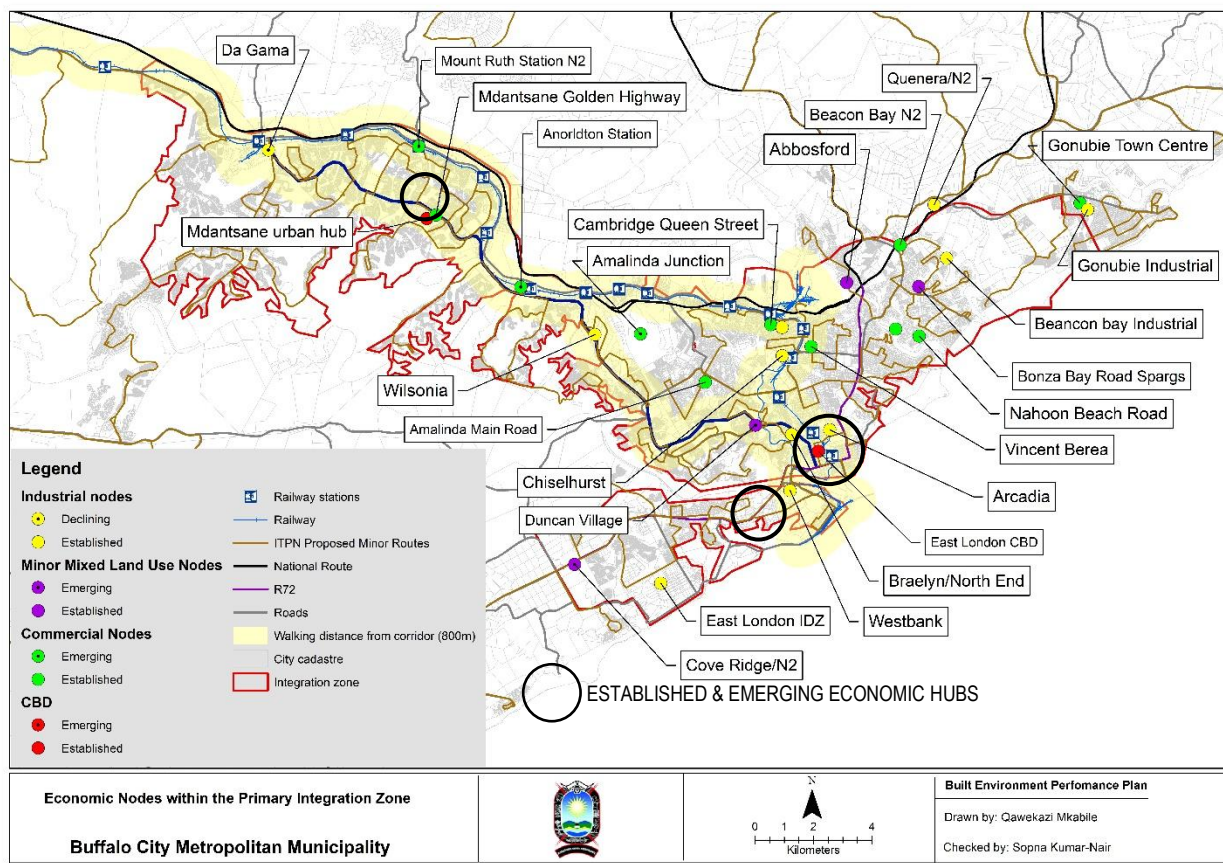 Da Gama
Mount Ruth Station N2
Mdantsane Golden Highway
Anorldton Station
Quenera/N2
Beacon Bay N2
Gonubie Town Centre
Abbosford
Mdantsane urban hub
Cambridge Queen Street
Amalinda Junction
Gonubie Industrial
Beancon bay Industrial
Wilsonia
Bonza Bay Road Spargs
Amalinda Main Road
Nahoon Beach Road
Vincent Berea
Chiselhurst
Arcadia
Duncan Village
East London CBD
Braelyn/North End
East London IDZ
Westbank
Cove Ridge/N2
ESTABLISHED & EMERGING ECONOMIC HUBS
Legend
Industrial nodes
Declining
Established
Minor Mixed Land Use Nodes
Emerging
Established
Commercial Nodes
Emerging
Established
CBD
Emerging
Established
Railway stations
Railway
ITPN Proposed Minor Routes
National Route
R72
Roads
Walking distance from corridor (800m)
City cadastre
Integration zone
Economic Nodes within the Primary Integration Zone
Buffalo City Metropolitan Municipality
N
0 2 4
Kilometers
Built Environment Perfomance Plan
Drawn by: Qawekazi Mkabile
Checked by: Sopna Kumar-Nair